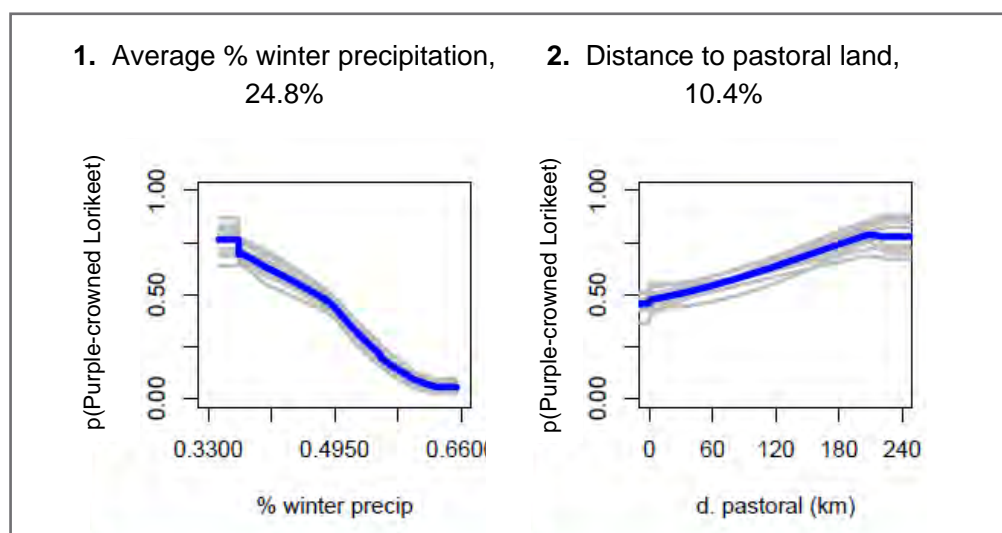 1. Average % winter precipitation,
24.8%
2. Distance to pastoral land,
10.4%
p(Purple-crowned Lorikeet)
1.00
0.50
0.00
0.3300 0.4950 0.660
% winter precip
p(Purple-crowned Lorikeet)
1.00
0.50
0.00
0 60 120 180 240
d. pastoral (km)